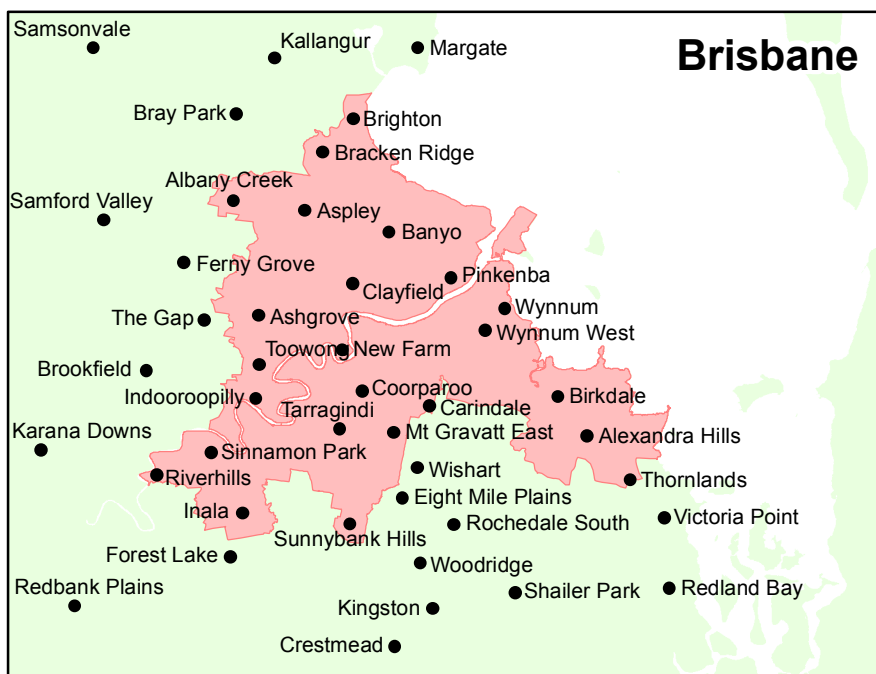 Samsonvale
Kallangur
Margate
Brisbane
Bray Park
Brighton
Bracken Ridge
Albany Creek
Samford Valley
Aspley
Banyo
Ferny Grove
Pinkenba
Clayfield
Wynnum
The Gap
Ashgrove
Wynnum West
Toowong
New Farm
Brookfield
Coorparoo
Birkdale
Indooroopilly
Tarragindi
Carindale
Karana Downs
Mt Gravatt East
Alexandra Hills
Sinnamon Park
Wishart
Riverhills
Thornlands
Eight Mile Plains
Inala
Rochedale South
Victoria Point
Sunnybank Hills
Forest Lake
Woodridge
Redbank Plains
Shailer Park
Redland Bay
Kingston
Crestmead